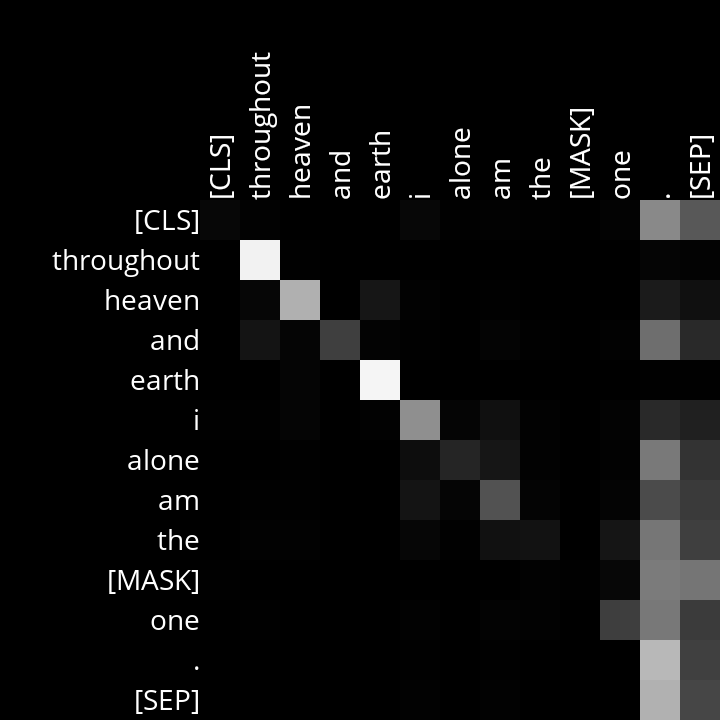 [CLS]
throughout
heaven
and
earth
i
alone
am
the
[MASK]
one
.
[SEP]
[CLS]
throughout
heaven
and
earth
i
alone
am
the
[MASK]
one
.
[SEP]